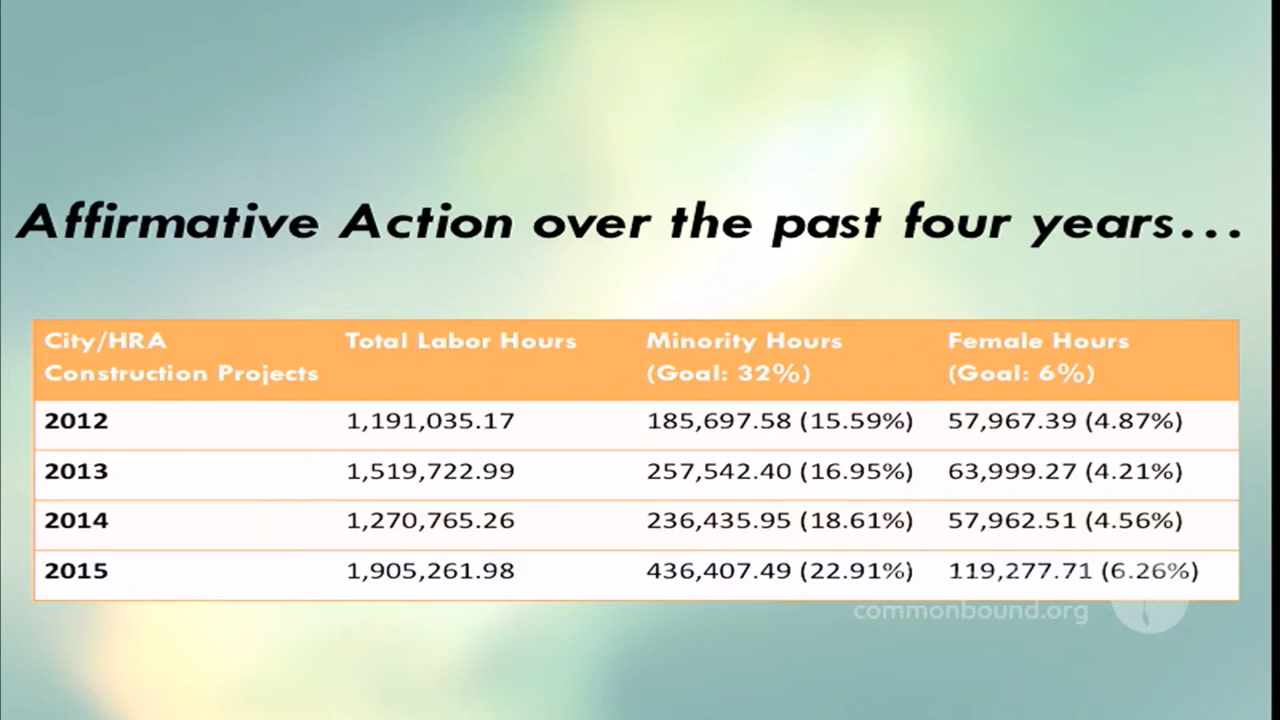 Affirmative Action over the past four years...
City/HRA Construction Projects Total Labor Hours Minority Hours (Goal: 32%) Female Hours (Goal: 6%)
2012 1,191,035.17 185,697.58 (15.59%) 57,967.39 (4.87%)
2013 1,519,722.99 257,542.40 (16.95%) 63,999.27 (4.21%)
2014 1,270,765.26 236,435.95 (18.61%) 57,962.51 (4.56%)
2015 1,905,261.98 436,407.49 (22.91%) 119,277.71 (6.26%)
commonbound.org